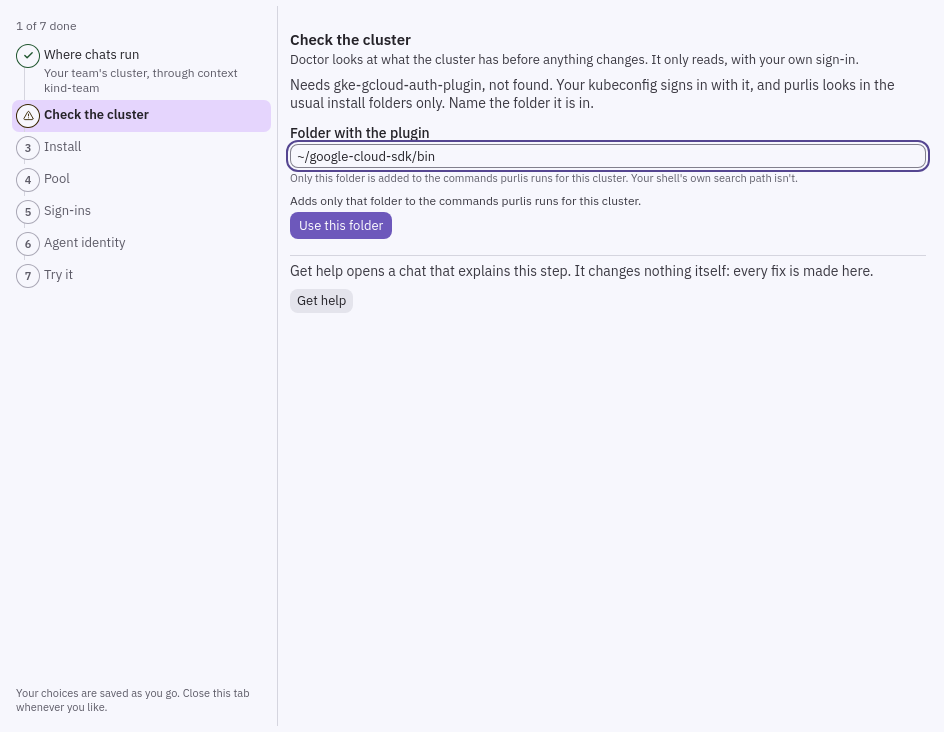 1 of 7 done
Where chats run
Your team's cluster, through context
kind-team
Check the cluster
3 Install
4 Pool
5 Sign-ins
6 Agent identity
7 Try it
Your choices are saved as you go. Close this tab
whenever you like.
Check the cluster
Doctor looks at what the cluster has before anything changes. It only reads, with your own sign-in.
Needs gke-gcloud-auth-plugin, not found. Your kubeconfig signs in with it, and purlis looks in the
usual install folders only. Name the folder it is in.
Folder with the plugin
~/google-cloud-sdk/bin
Only this folder is added to the commands purlis runs for this cluster. Your shell's own search path isn't.
Adds only that folder to the commands purlis runs for this cluster.
Use this folder
Get help opens a chat that explains this step. It changes nothing itself: every fix is made here.
Get help